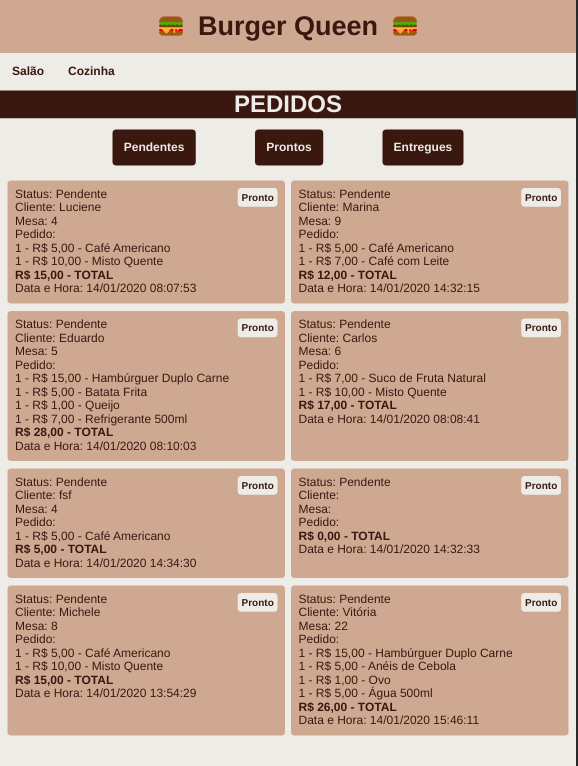 Burger Queen
Salão Cozinha
PEDIDOS
Pendentes Prontos Entregues
Status: Pendente
Pronto
Cliente: Luciene
Mesa: 4
Pedido:
1 - R$ 5,00 - Café Americano
1 - R$ 10,00 - Misto Quente
R$ 15,00 - TOTAL
Data e Hora: 14/01/2020 08:07:53
Status: Pendente
Pronto
Cliente: Marina
Mesa: 9
Pedido:
1 - R$ 5,00 - Café Americano
1 - R$ 7,00 - Café com Leite
R$ 12,00 - TOTAL
Data e Hora: 14/01/2020 14:32:15
Status: Pendente
Pronto
Cliente: Eduardo
Mesa: 5
Pedido:
1 - R$ 15,00 - Hambúrguer Duplo Carne
1 - R$ 5,00 - Batata Frita
1 - R$ 1,00 - Queijo
1 - R$ 7,00 - Refrigerante 500ml
R$ 28,00 - TOTAL
Data e Hora: 14/01/2020 08:10:03
Status: Pendente
Pronto
Cliente: Carlos
Mesa: 6
Pedido:
1 - R$ 7,00 - Suco de Fruta Natural
1 - R$ 10,00 - Misto Quente
R$ 17,00 - TOTAL
Data e Hora: 14/01/2020 08:08:41
Status: Pendente
Pronto
Cliente: fsf
Mesa: 4
Pedido:
1 - R$ 5,00 - Café Americano
R$ 5,00 - TOTAL
Data e Hora: 14/01/2020 14:34:30
Status: Pendente
Pronto
Cliente:
Mesa:
Pedido:
R$ 0,00 - TOTAL
Data e Hora: 14/01/2020 14:32:33
Status: Pendente
Pronto
Cliente: Michele
Mesa: 8
Pedido:
1 - R$ 5,00 - Café Americano
1 - R$ 10,00 - Misto Quente
R$ 15,00 - TOTAL
Data e Hora: 14/01/2020 13:54:29
Status: Pendente
Pronto
Cliente: Vitória
Mesa: 22
Pedido:
1 - R$ 15,00 - Hambúrguer Duplo Carne
1 - R$ 5,00 - Anéis de Cebola
1 - R$ 1,00 - Ovo
1 - R$ 5,00 - Água 500ml
R$ 26,00 - TOTAL
Data e Hora: 14/01/2020 15:46:11